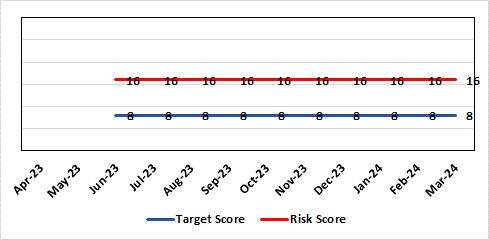 16 16 16 16 16 16 16 16 16 16
8 8 8 8 8 8 8 8 8 8
Apr-23 May-23 Jun-23 Jul-23 Aug-23 Sep-23 Oct-23 Nov-23 Dec-23 Jan-24 Feb-24 Mar-24
Target Score Risk Score